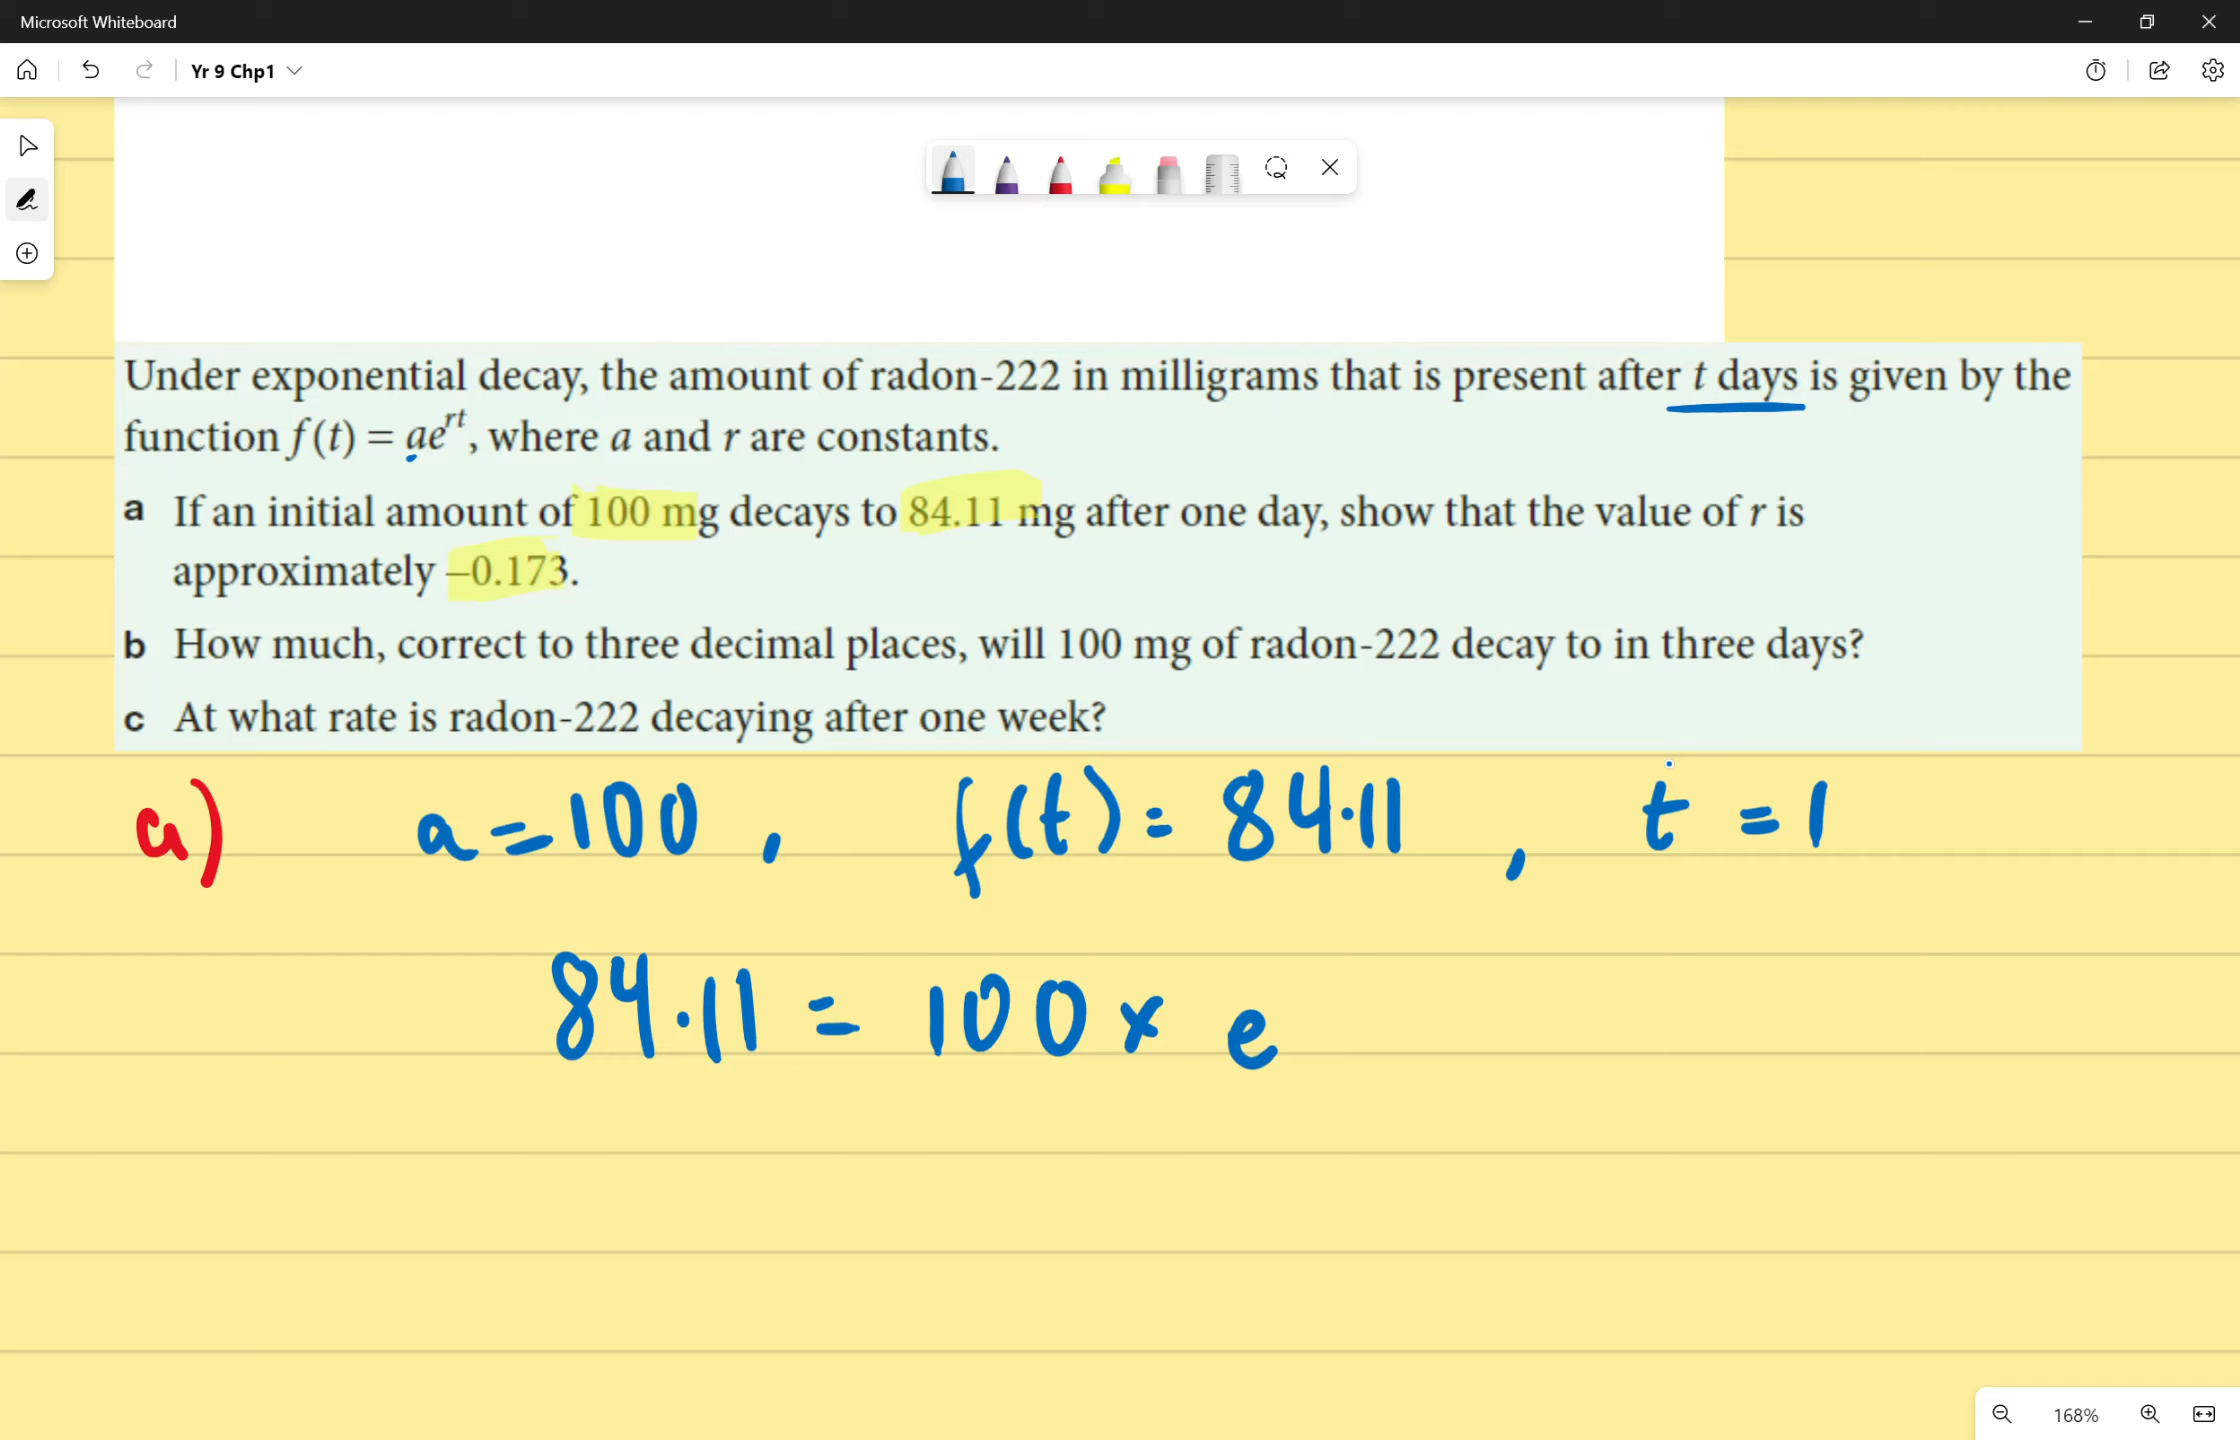 Microsoft Whiteboard
Yr 9 Chp1
Under exponential decay, the amount of radon-222 in milligrams that is present after t days is given by the
function f(t) = ae^{rt}, where a and r are constants.
a If an initial amount of 100 mg decays to 84.11 mg after one day, show that the value of r is
approximately –0.173.
b How much, correct to three decimal places, will 100 mg of radon-222 decay to in three days?
c At what rate is radon-222 decaying after one week?
a) a = 100 , f(t) = 84.11 , t = 1
84.11 = 100 × e
168%